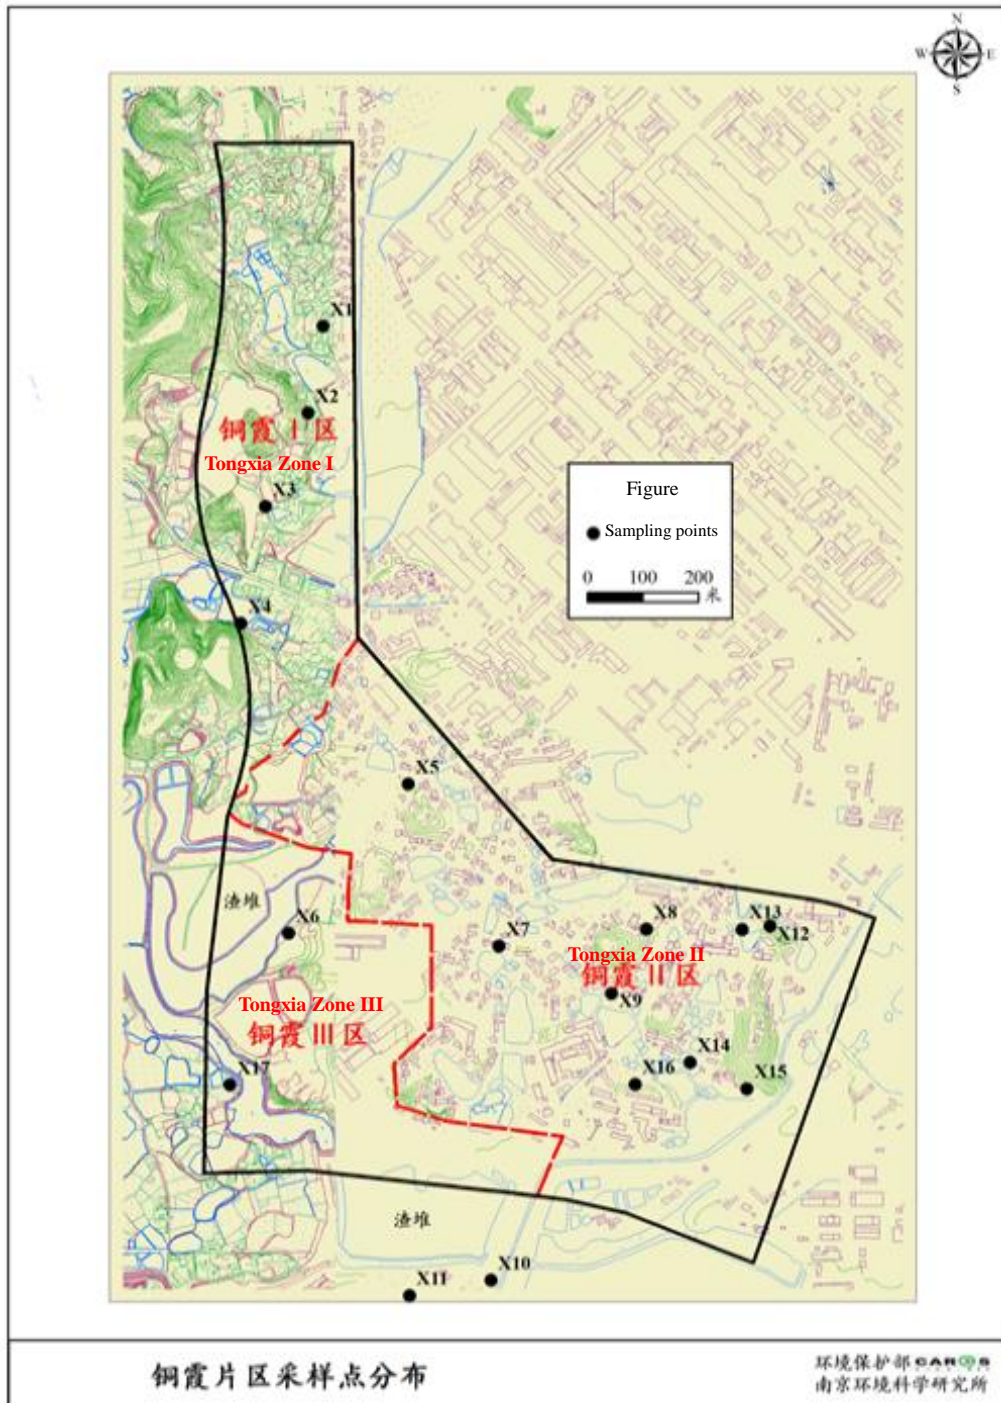 N
W E
S
X1
X2
铜霞 I 区
Tongxia Zone I
X3
Figure
Sampling points
0 100 200
米
X4
X5
渣堆
X6
X7
X8
X13
X12
Tongxia Zone II
铜霞 II 区
X9
Tongxia Zone III
铜霞 III 区
X14
X16
X15
X17
渣堆
X10
X11
铜霞片区采样点分布
环境保护部
南京环境科学研究所